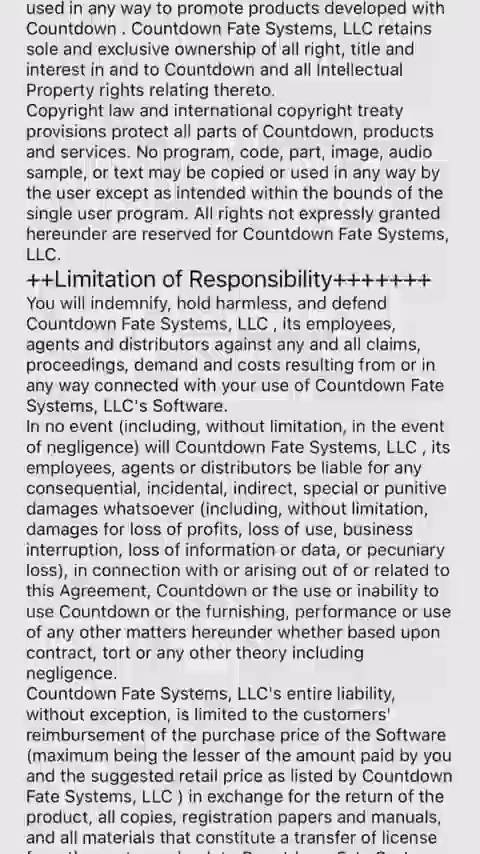 used in any way to promote products developed with
Countdown . Countdown Fate Systems, LLC retains
sole and exclusive ownership of all right, title and
interest in and to Countdown and all Intellectual
Property rights relating thereto.
Copyright law and international copyright treaty
provisions protect all parts of Countdown, products
and services. No program, code, part, image, audio
sample, or text may be copied or used in any way by
the user except as intended within the bounds of the
single user program. All rights not expressly granted
hereunder are reserved for Countdown Fate Systems,
LLC.
++Limitation of Responsibility+++++++
You will indemnify, hold harmless, and defend
Countdown Fate Systems, LLC , its employees,
agents and distributors against any and all claims,
proceedings, demand and costs resulting from or in
any way connected with your use of Countdown Fate
Systems, LLC's Software.
In no event (including, without limitation, in the event
of negligence) will Countdown Fate Systems, LLC , its
employees, agents or distributors be liable for any
consequential, incidental, indirect, special or punitive
damages whatsoever (including, without limitation,
damages for loss of profits, loss of use, business
interruption, loss of information or data, or pecuniary
loss), in connection with or arising out of or related to
this Agreement, Countdown or the use or inability to
use Countdown or the furnishing, performance or use
of any other matters hereunder whether based upon
contract, tort or any other theory including
negligence.
Countdown Fate Systems, LLC's entire liability,
without exception, is limited to the customers'
reimbursement of the purchase price of the Software
(maximum being the lesser of the amount paid by you
and the suggested retail price as listed by Countdown
Fate Systems, LLC ) in exchange for the return of the
product, all copies, registration papers and manuals,
and all materials that constitute a transfer of license